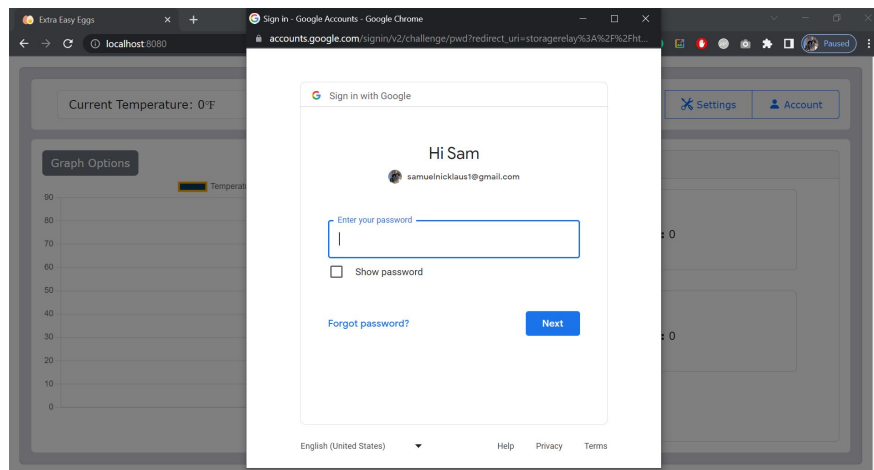 Extra Easy Eggs
Sign in - Google Accounts - Google Chrome
localhost:8080
accounts.google.com/signin/v2/challenge/pwd?redirect_uri=storagerelay%3A%2F%2Fht...
Paused
Current Temperature: 0°F
Settings
Account
G Sign in with Google
Hi Sam
samuelnicklaus1@gmail.com
Enter your password
Show password
Forgot password?
Next
English (United States)
Help
Privacy
Terms
Graph Options
90
80
70
60
50
40
30
20
10
0
: 0
: 0